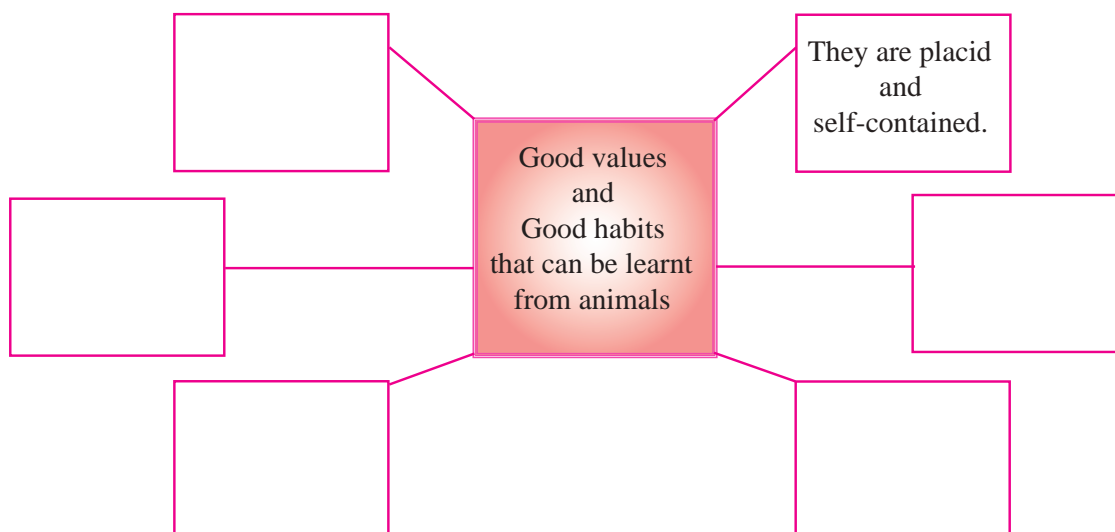 They are placid
and
self-contained.
Good values
and
Good habits
that can be learnt
from animals